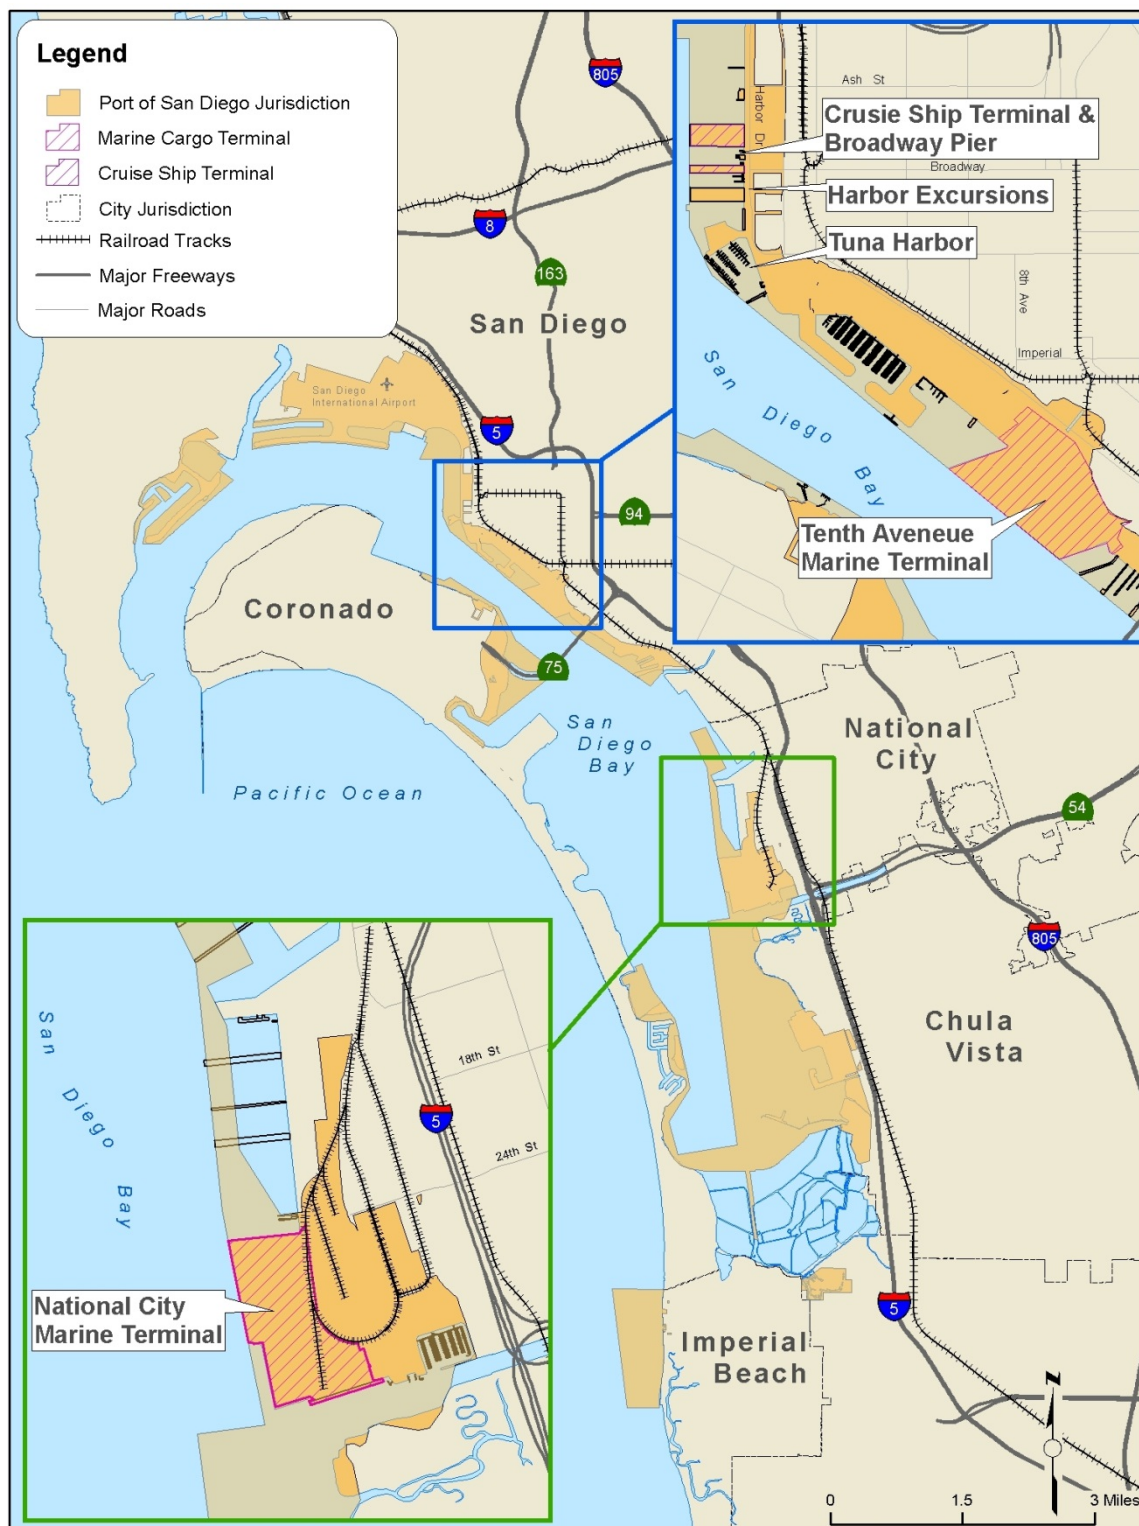 Legend
Port of San Diego Jurisdiction
Marine Cargo Terminal
Cruise Ship Terminal
City Jurisdiction
Railroad Tracks
Major Freeways
Major Roads
805
8
163
San Diego
San Diego
International Airport
5
94
Coronado
75
San
Diego
Bay
Pacific Ocean
National
City
54
805
Chula
Vista
Imperial
Beach
5
Ash St
Harbor Dr
Crusie Ship Terminal &
Broadway Pier
Broadway
Harbor Excursions
Tuna Harbor
8th Ave
Imperial
San Diego Bay
Tenth Aveneue
Marine Terminal
San Diego Bay
18th St
5
24th St
National City
Marine Terminal
N
0 1.5 3 Miles